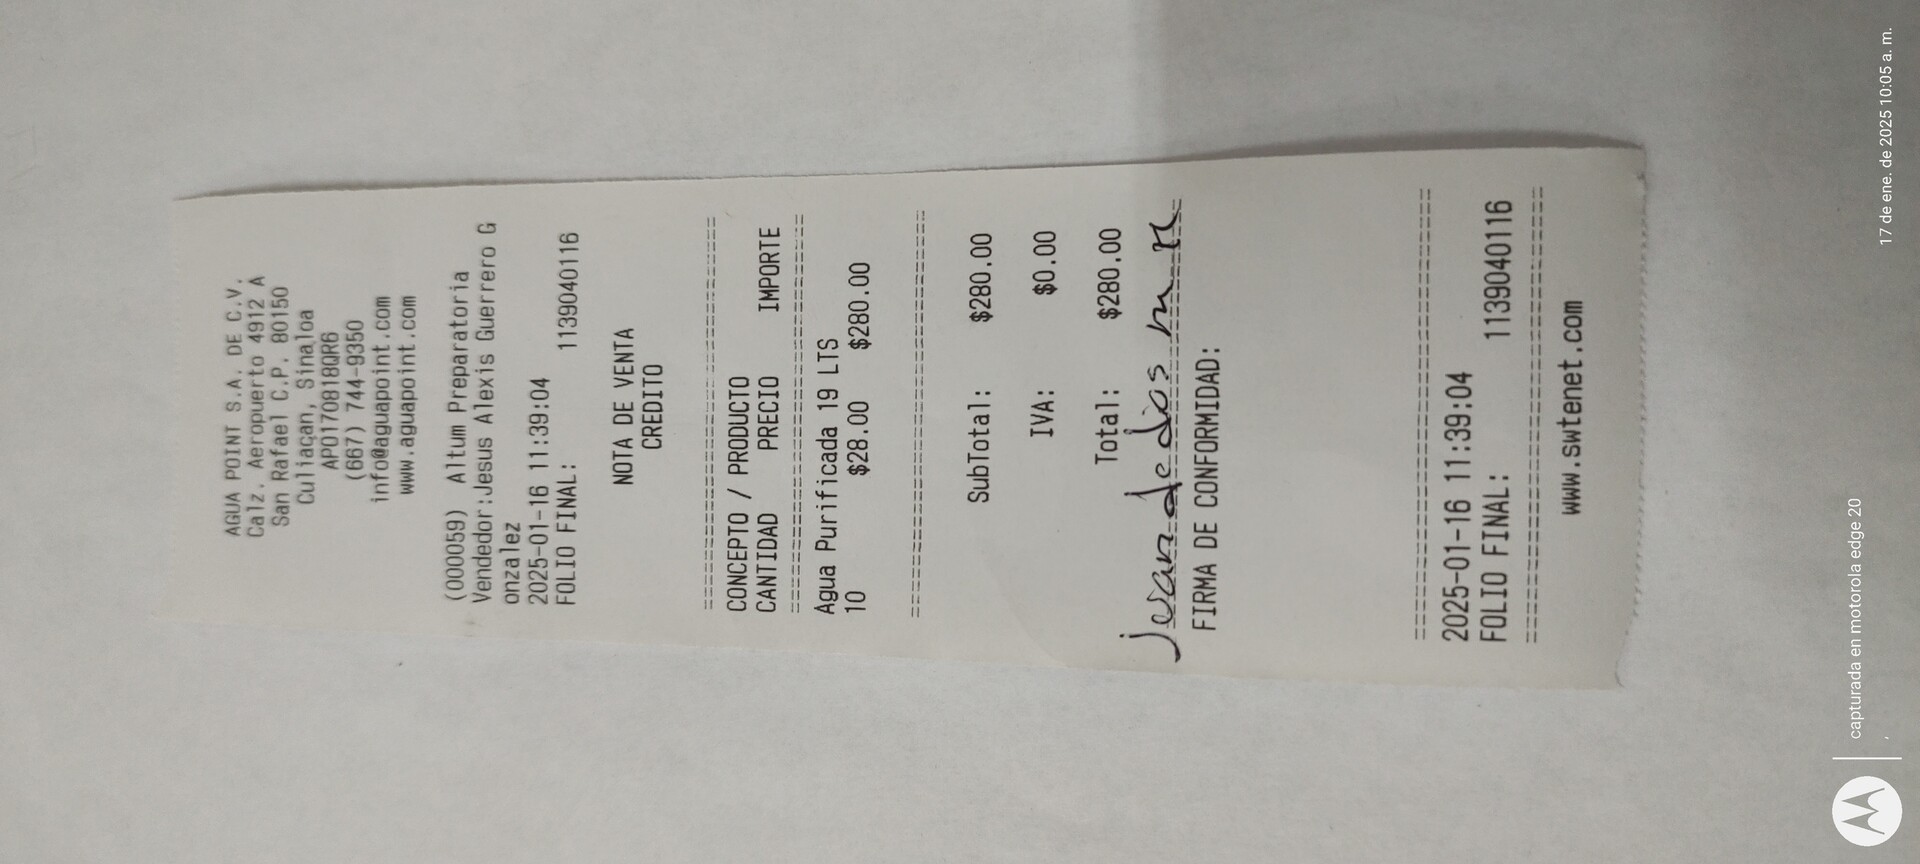 AGUA POINT S.A. DE C.V.
Calz. Aeropuerto 4912 A
San Rafael C.P. 80150
Culiacan, Sinaloa
APO170818QR6
(667) 744-9350
info@aguapoint.com
www.aguapoint.com
(000059) Altum Preparatoria
Vendedor:Jesus Alexis Guerrero G
onzalez
2025-01-16 11:39:04
FOLIO FINAL: 1139040116
NOTA DE VENTA
CREDITO
================================
CONCEPTO / PRODUCTO
CANTIDAD PRECIO IMPORTE
================================
Agua Purificada 19 LTS
10 $28.00 $280.00
================================
SubTotal: $280.00
IVA: $0.00
Total: $280.00
de dios m
FIRMA DE CONFORMIDAD:
================================
2025-01-16 11:39:04
FOLIO FINAL: 1139040116
================================
www.swtenet.com
capturada en motorola edge 20
, 17 de ene. de 2025 10:05 a. m.